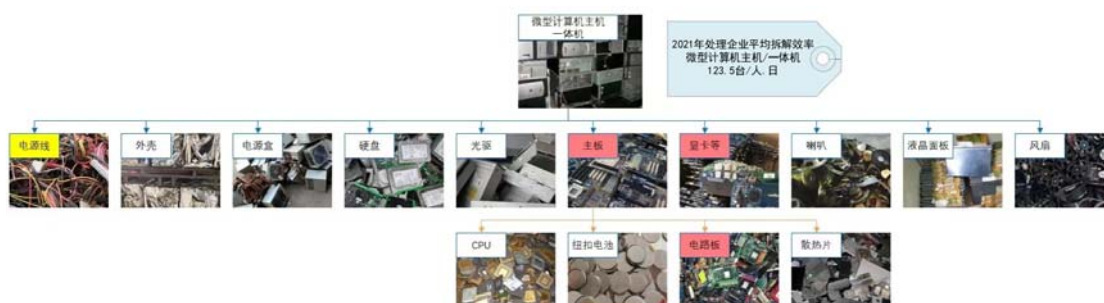 微型计算机主机
一体机
2021年处理企业平均拆解效率
微型计算机主机/一体机
123.5台/人.日
电源线
外壳
电源盒
硬盘
光驱
主板
显卡等
喇叭
液晶面板
风扇
CPU
纽扣电池
电路板
散热片